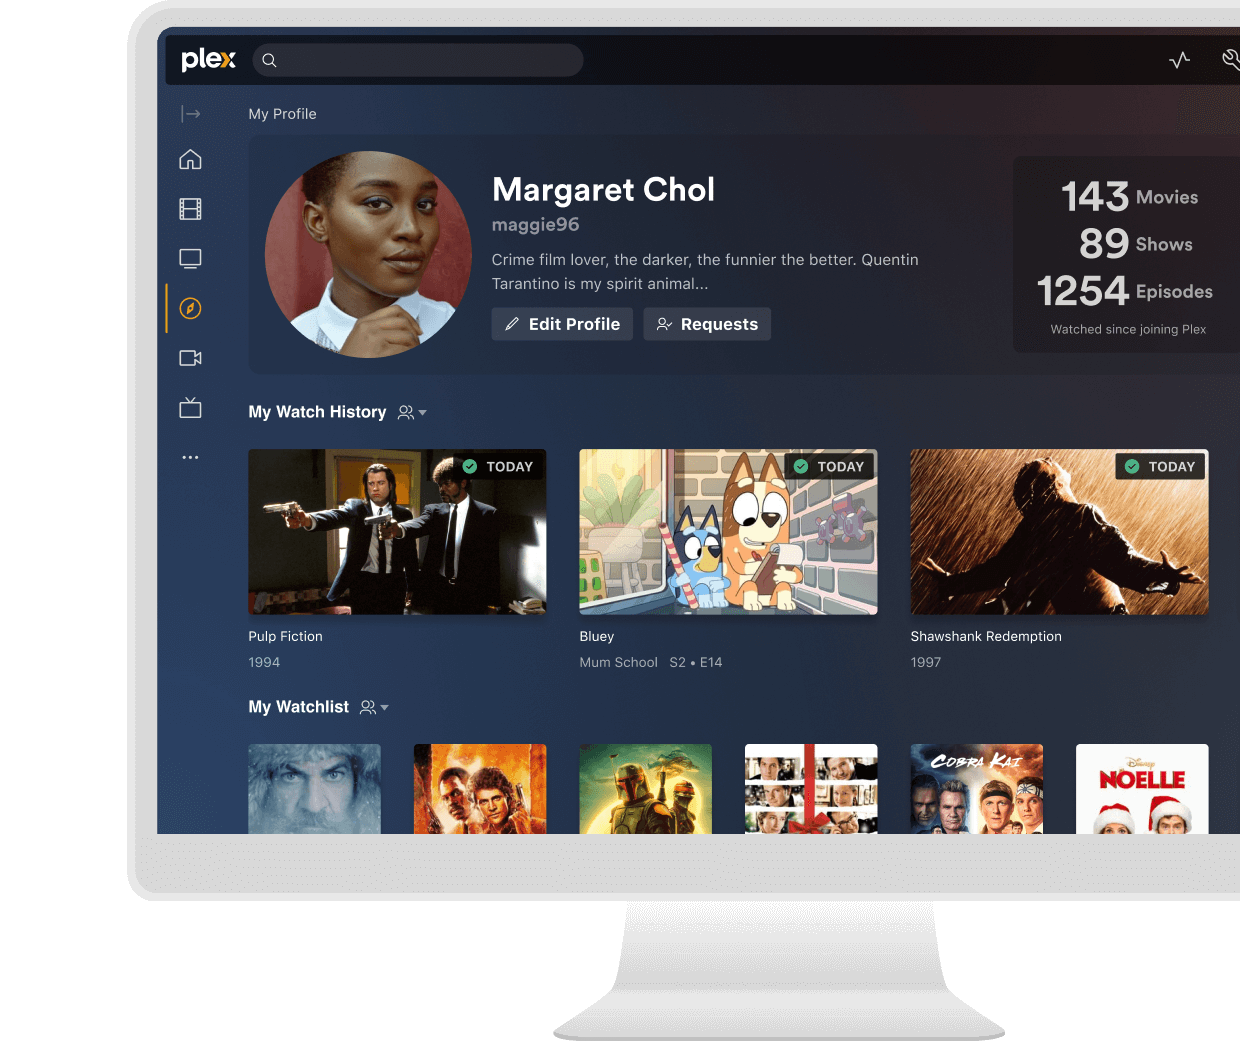 plex
My Profile
Margaret Chol
maggie96
Crime film lover, the darker, the funnier the better. Quentin
Tarantino is my spirit animal...
Edit Profile
Requests
143 Movies
89 Shows
1254 Episodes
Watched since joining Plex
My Watch History
TODAY
TODAY
TODAY
Pulp Fiction
1994
Bluey
Mum School S2 • E14
Shawshank Redemption
1997
My Watchlist
COBRA KAI
Disney
NOELLE